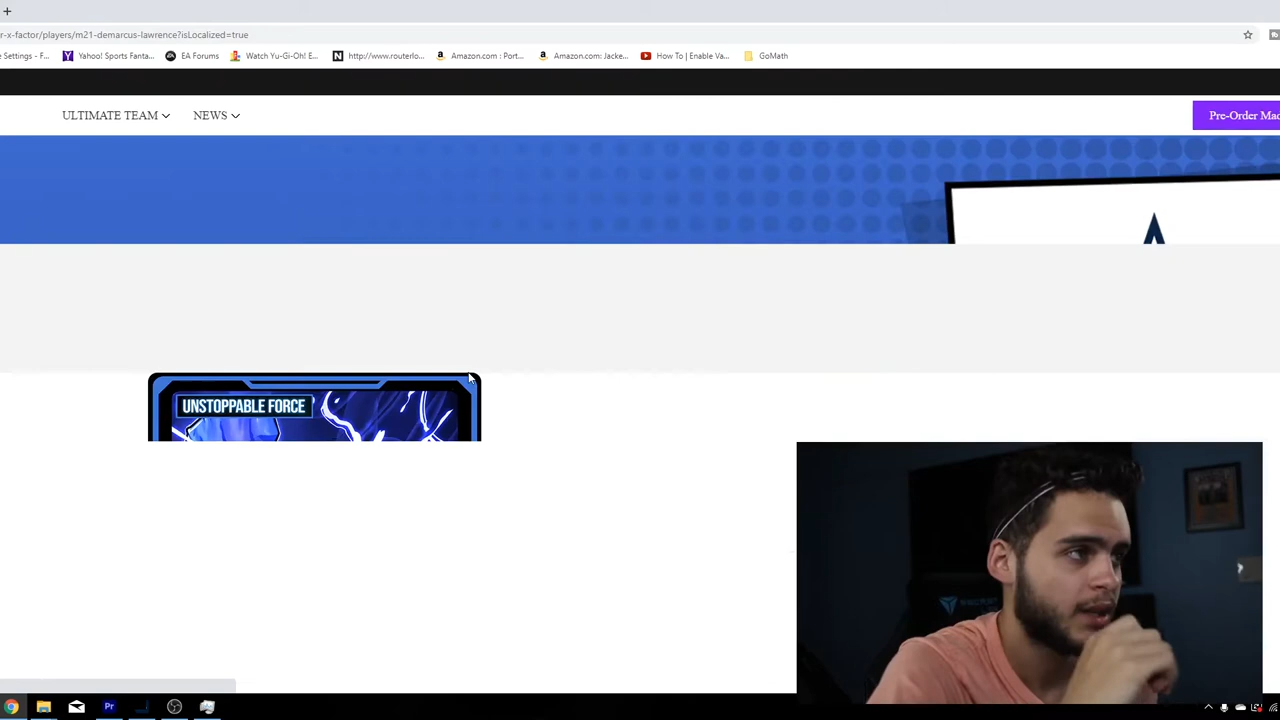 r-x-factor/players/m21-demarcus-lawrence?isLocalized=true
e Settings - F... Yahoo! Sports Fanta... EA Forums Watch Yu-Gi-Oh! E... http://www.routerlo... Amazon.com : Port... Amazon.com: Jacke... How To | Enable Va... GoMath
ULTIMATE TEAM NEWS Pre-Order Mad
UNSTOPPABLE FORCE
Pr